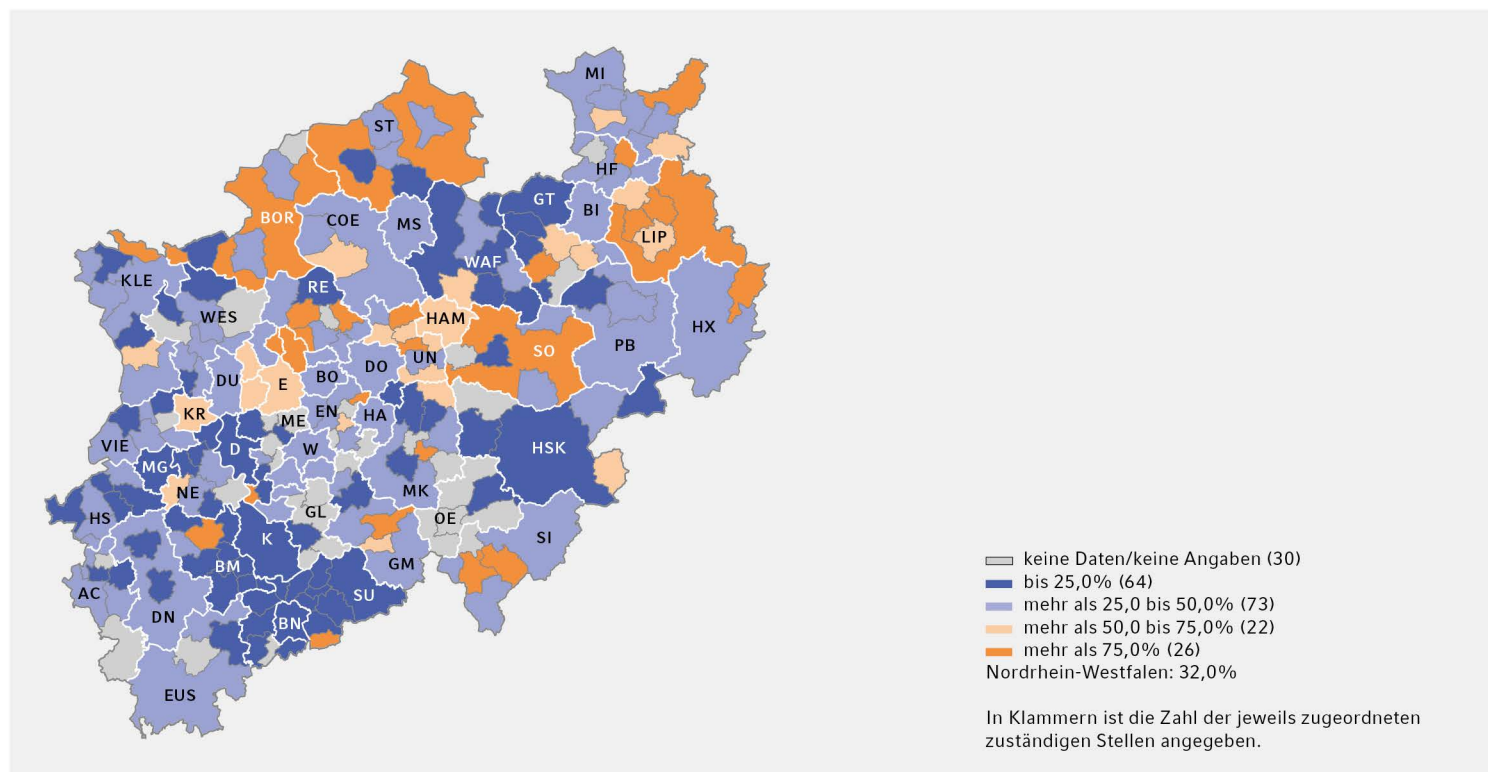 MI
ST
HF
GT
BOR
COE
MS
BI
LIP
WAF
KLE
RE
WES
HAM
HX
SO
PB
UN
DO
DU
E
BO
KR
EN
HA
ME
VIE
D
W
HSK
MG
NE
MK
HS
GL
OE
K
SI
BM
GM
AC
SU
DN
BN
EUS
keine Daten/keine Angaben (30)
bis 25,0% (64)
mehr als 25,0 bis 50,0% (73)
mehr als 50,0 bis 75,0% (22)
mehr als 75,0% (26)
Nordrhein-Westfalen: 32,0%
In Klammern ist die Zahl der jeweils zugeordneten
zuständigen Stellen angegeben.